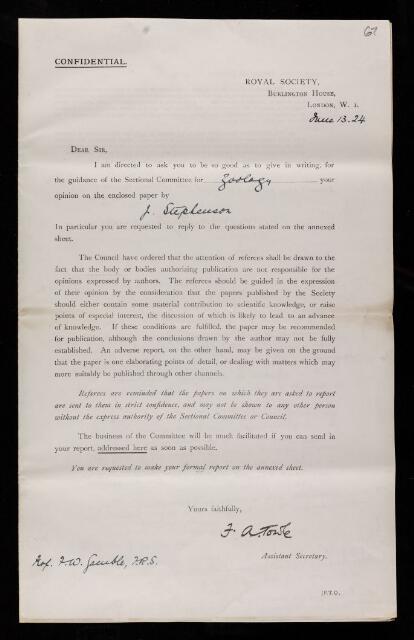 67
CONFIDENTIAL.
ROYAL SOCIETY,
BURLINGTON HOUSE,
LONDON, W. 1.
June 13. 24
DEAR SIR,
I am directed to ask you to be so good as to give in writing, for
the guidance of the Sectional Committee for zoology your
opinion on the enclosed paper by
J. Stephenson
In particular you are requested to reply to the questions stated on the annexed
sheet.
The Council have ordered that the attention of referees shall be drawn to the
fact that the body or bodies authorizing publication are not responsible for the
opinions expressed by authors. The referees should be guided in the expression
of their opinion by the consideration that the papers published by the Society
should either contain some material contribution to scientific knowledge, or raise
points of especial interest, the discussion of which is likely to lead to an advance
of knowledge. If these conditions are fulfilled, the paper may be recommended
for publication, although the conclusions drawn by the author may not be fully
established. An adverse report, on the other hand, may be given on the ground
that the paper is one elaborating points of detail, or dealing with matters which may
more suitably be published through other channels.
Referees are reminded that the papers on which they are asked to report
are sent to them in strict confidence, and may not be shown to any other person
without the express authority of the Sectional Committee or Council.
The business of the Committee will be much facilitated if you can send in
your report, addressed here as soon as possible.
You are requested to make your formal report on the annexed sheet.
Yours faithfully,
F. A. Towle
Assistant Secretary.
Prof. F. W. Gamble, F.R.S.
[P.T.O.